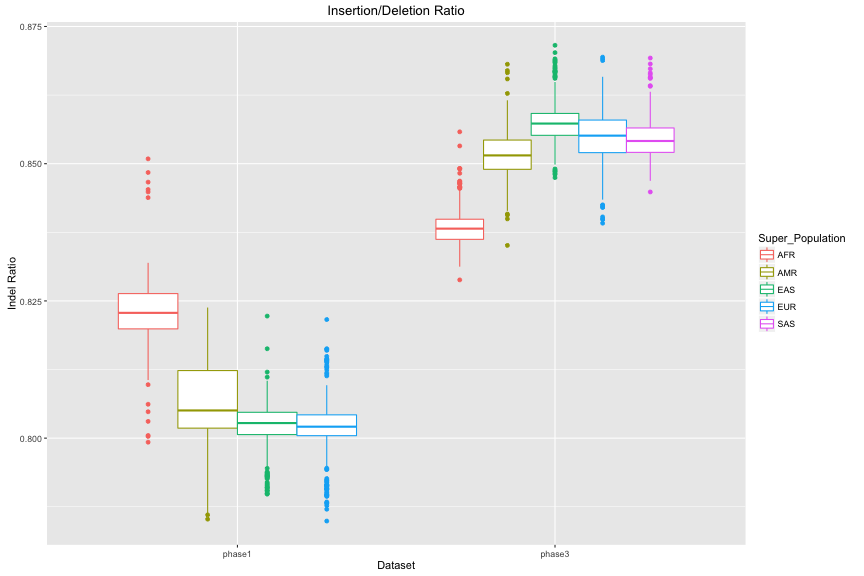 Insertion/Deletion Ratio
0.875
0.850
0.825
0.800
Indel Ratio
phase1
phase3
Dataset
Super_Population
AFR
AMR
EAS
EUR
SAS